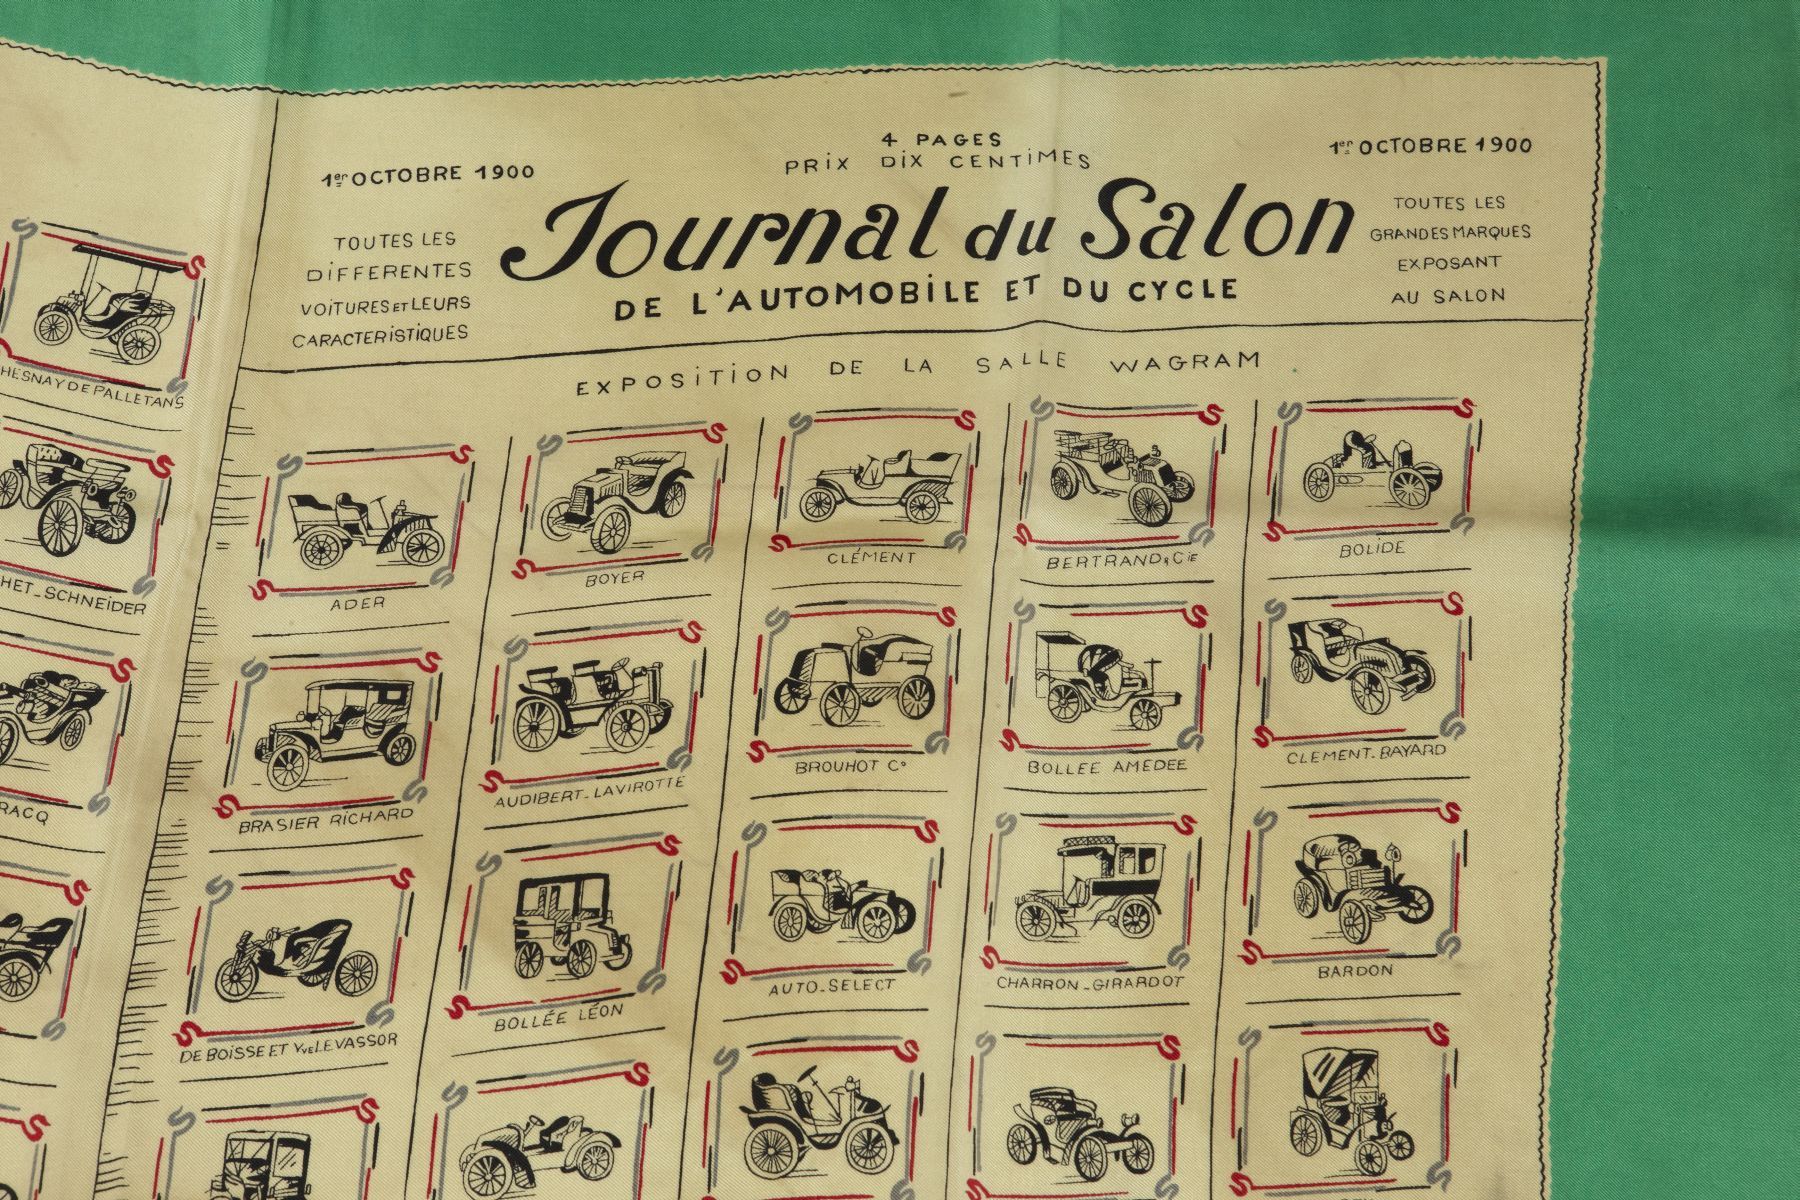 1er OCTOBRE 1900
4 PAGES
PRIX DIX CENTIMES
1er OCTOBRE 1900
TOUTES LES
DIFFERENTES
VOITURES ET LEURS
CARACTERISTIQUES
Journal du Salon
DE L'AUTOMOBILE ET DU CYCLE
TOUTES LES
GRANDES MARQUES
EXPOSANT
AU SALON
EXPOSITION DE LA SALLE WAGRAM
HESNAY DE PALLETANS
HET_SCHNEIDER
RACQ
ADER
BOYER
CLÉMENT
BERTRAND & Cie
BOLIDE
BRASIER RICHARD
AUDIBERT_LAVIROTTE
BROUHOT C°
BOLLEE AMEDEE
CLEMENT_BAYARD
DE BOISSE ET Yve LEVASSOR
BOLLÉE LÉON
AUTO_SELECT
CHARRON_GIRARDOT
BARDON